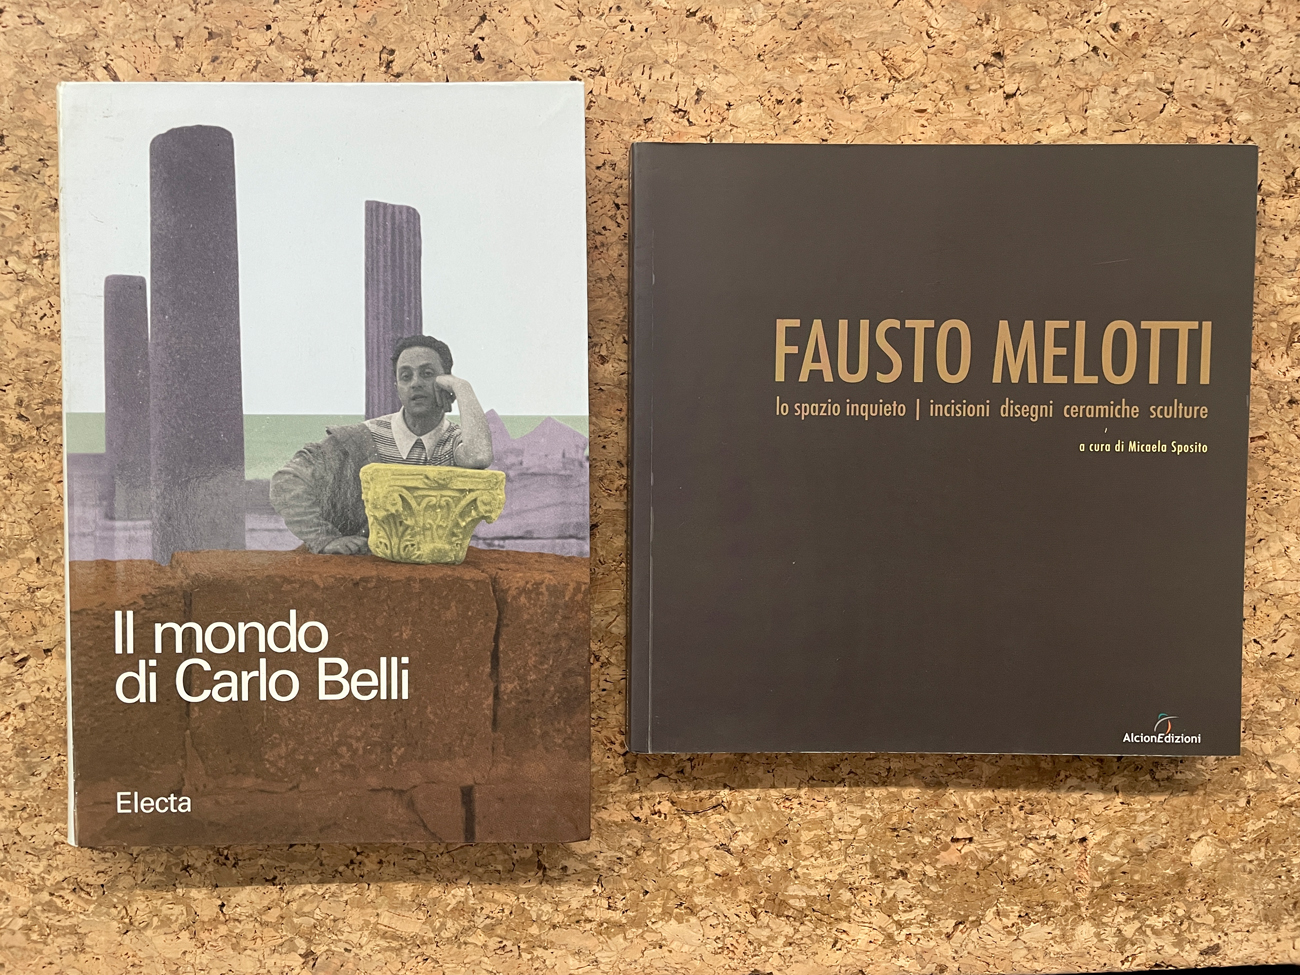 Il mondo
di Carlo Belli
Electa
FAUSTO MELOTTI
lo spazio inquieto | incisioni disegni ceramiche sculture
a cura di Micaela Sposito
AlcionEdizioni